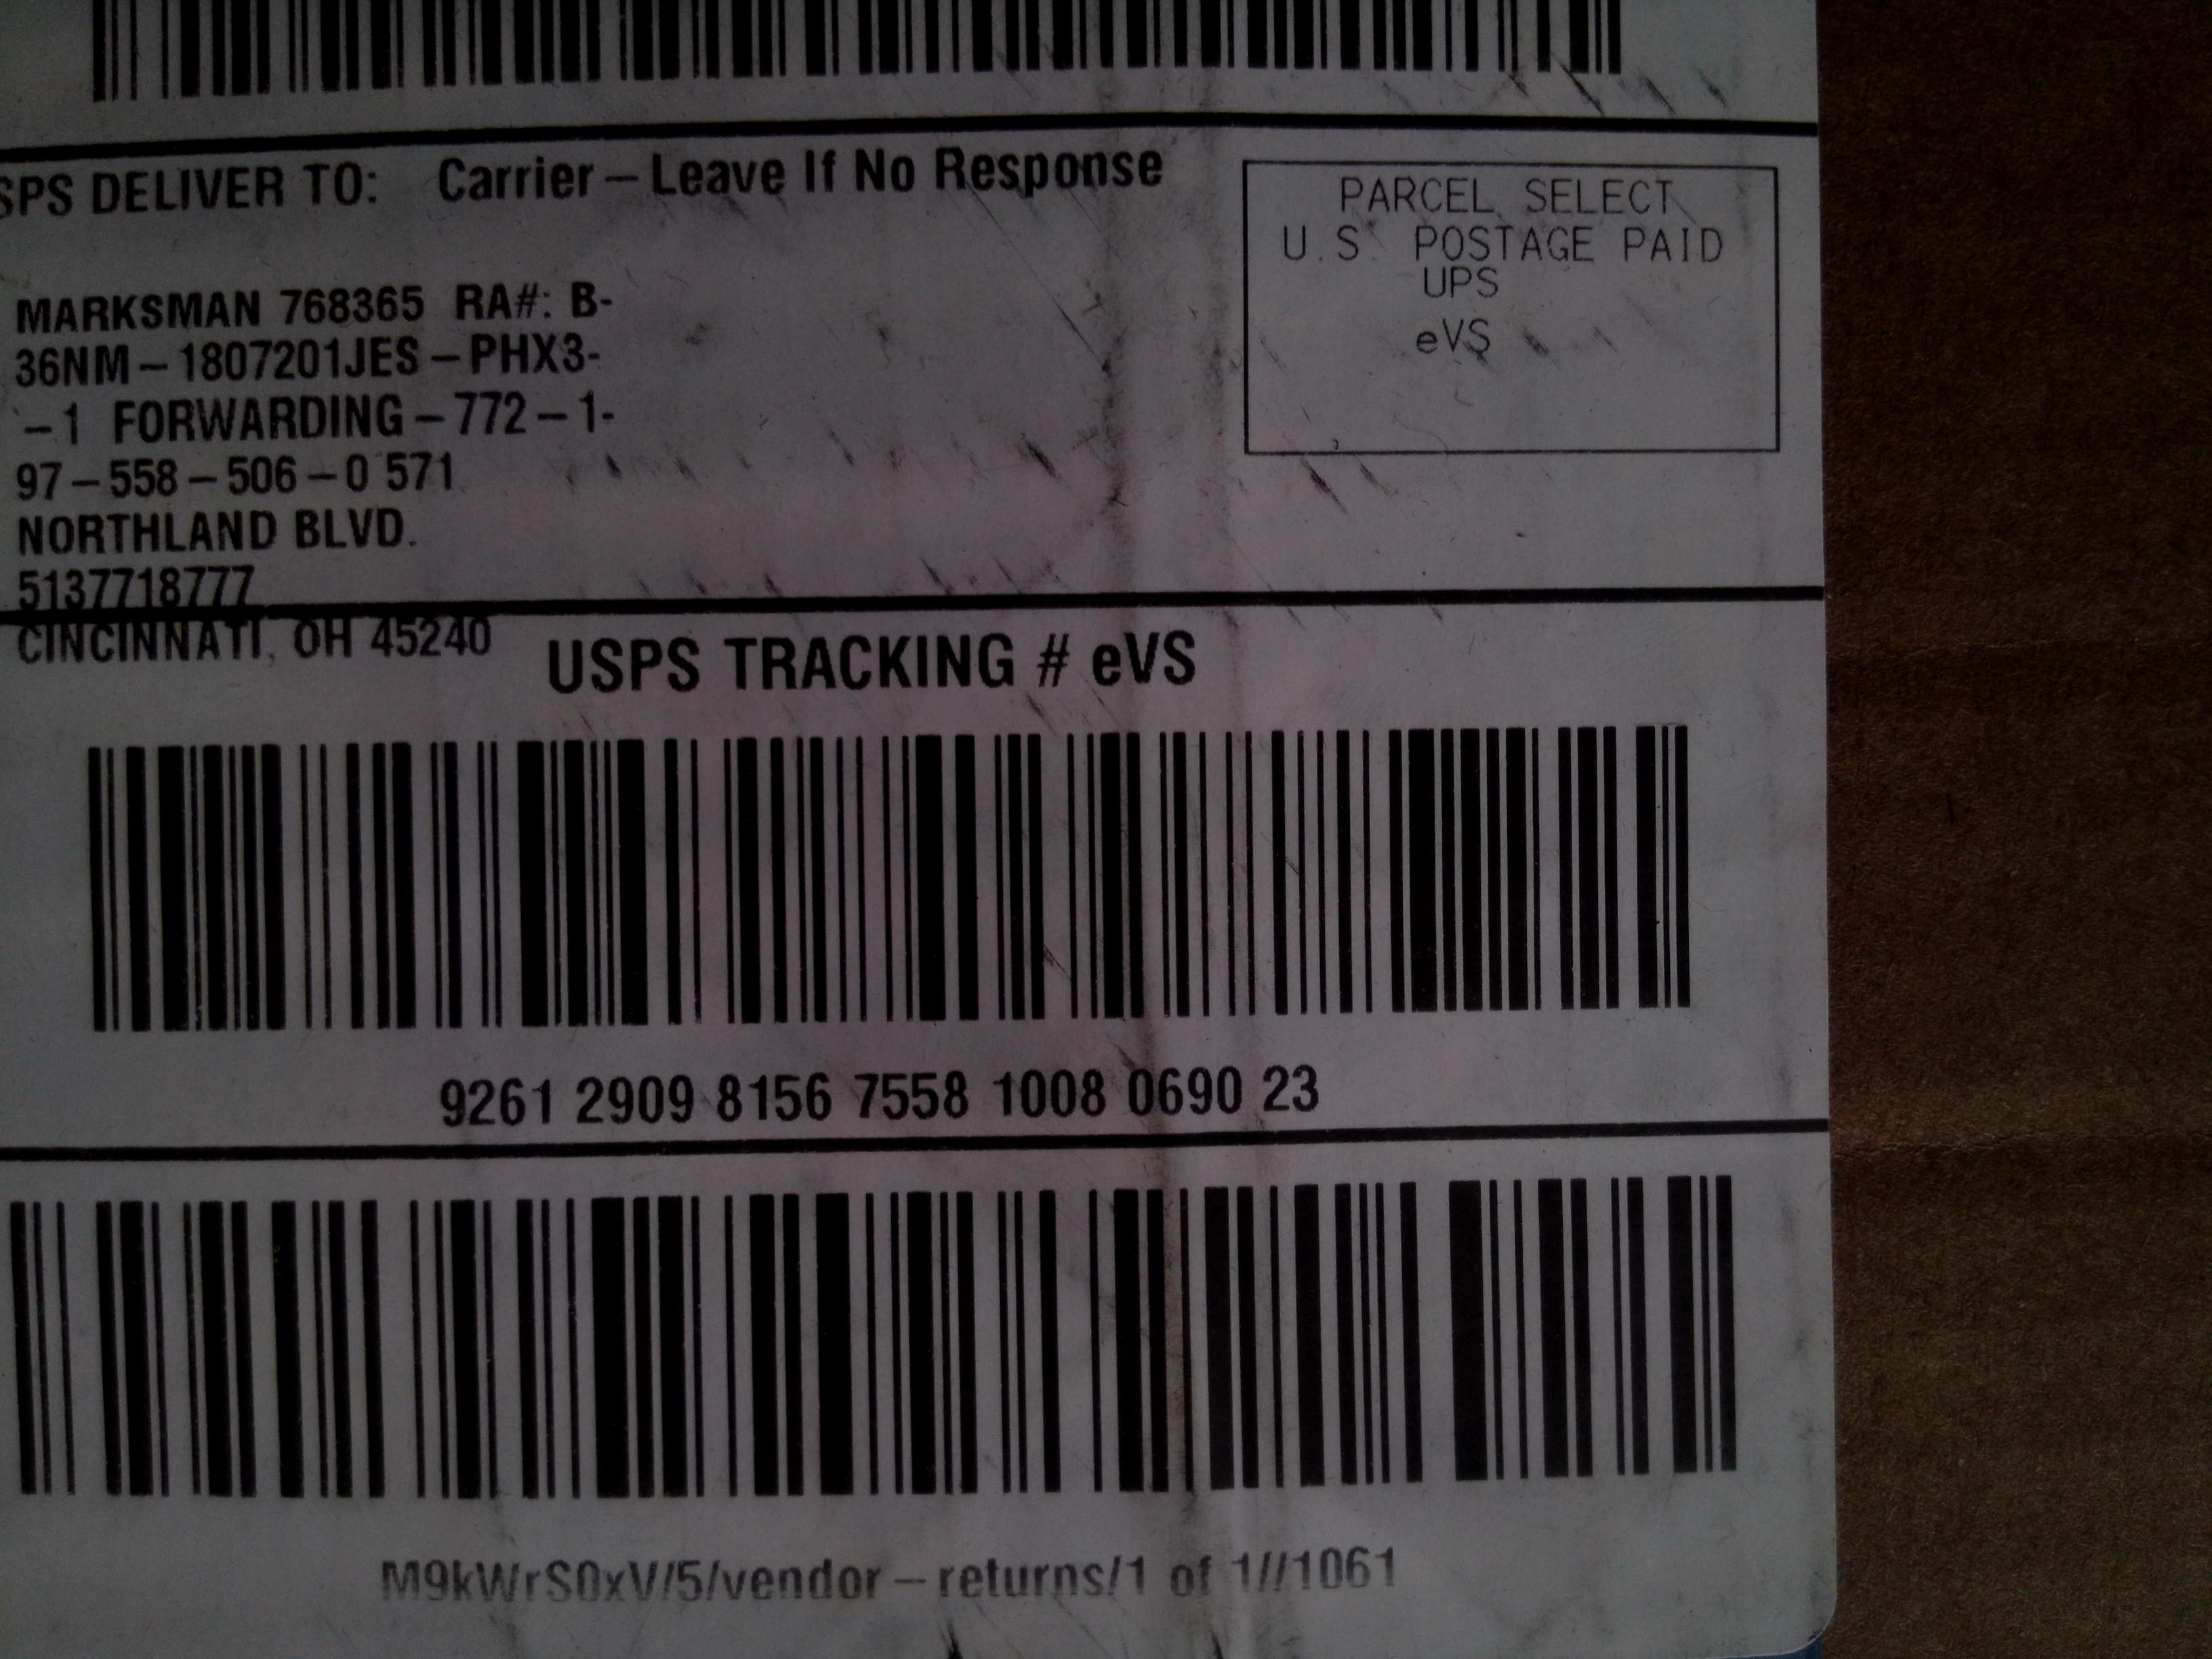 SPS DELIVER TO: Carrier – Leave If No Response
PARCEL SELECT
U.S. POSTAGE PAID
UPS
eVS
MARKSMAN 768365 RA#: B-
36NM – 1807201JES – PHX3-
– 1 FORWARDING – 772 – 1-
97 – 558 – 506 – 0 571
NORTHLAND BLVD.
5137718777
CINCINNATI, OH 45240
USPS TRACKING # eVS
9261 2909 8156 7558 1008 0690 23
M9kWrS0xV/5/vendor – returns/1 of 1//1061